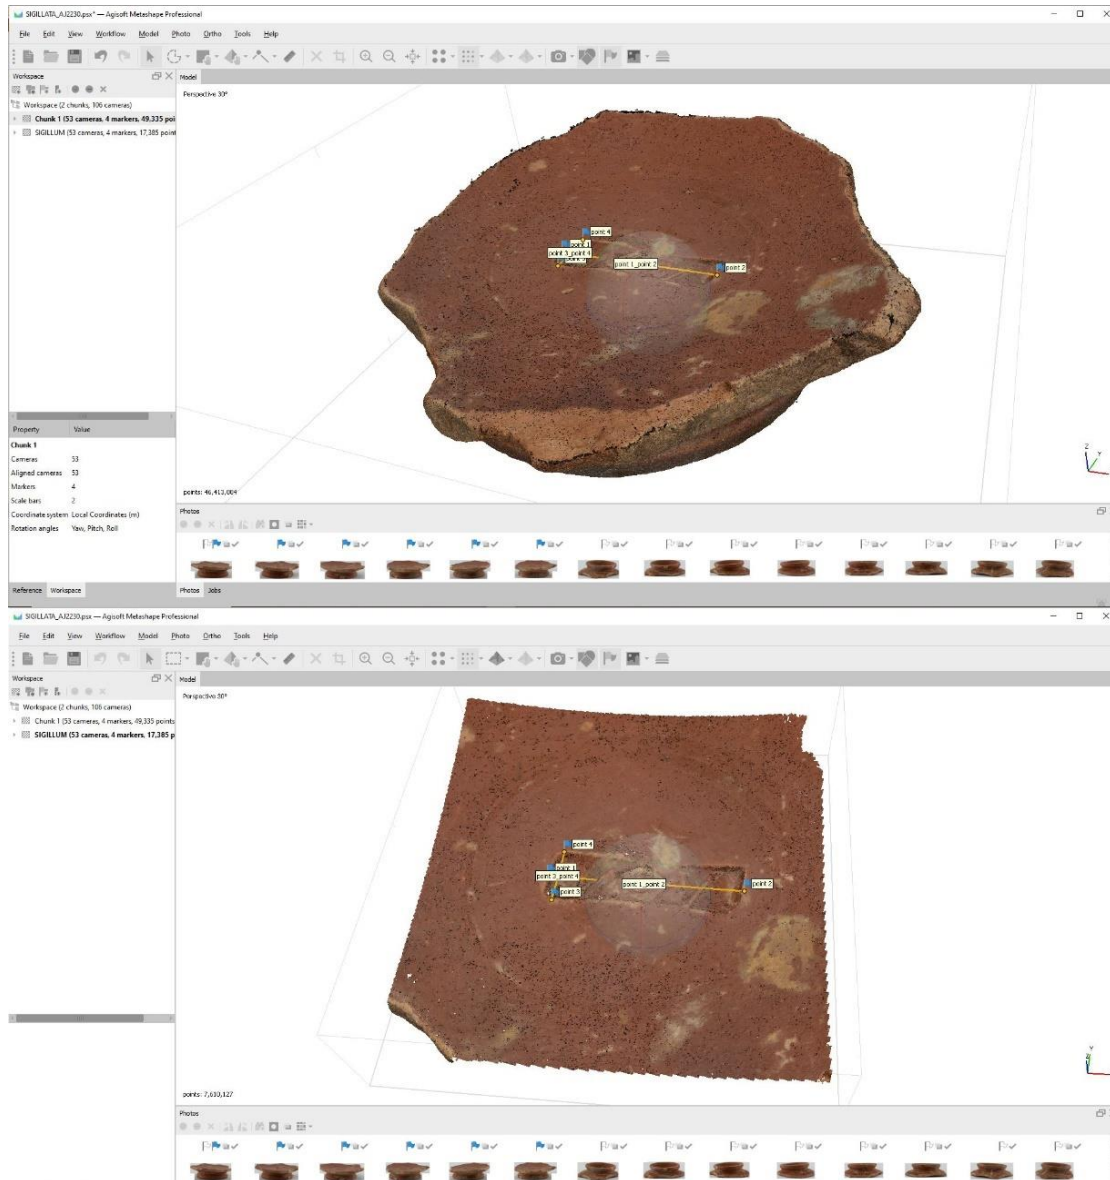 SIGILLATA_AJ2230.psx* — Agisoft Metashape Professional
File Edit View Workflow Model Photo Ortho Tools Help
Workspace
Workspace (2 chunks, 106 cameras)
Chunk 1 (53 cameras, 4 markers, 49,335 poi
SIGILLUM (53 cameras, 4 markers, 17,385 point
Model
Perspective 30°
point 4
point 1
point 3_point 4
point 1_point 2
point 2
Z
Y
points: 46,413,004
Property Value
Chunk 1
Cameras 53
Aligned cameras 53
Markers 4
Scale bars 2
Coordinate system Local Coordinates (m)
Rotation angles Yaw, Pitch, Roll
Reference Workspace
Photos
Photos Jobs
SIGILLATA_AJ2230.psx — Agisoft Metashape Professional
File Edit View Workflow Model Photo Ortho Tools Help
Workspace
Workspace (2 chunks, 106 cameras)
Chunk 1 (53 cameras, 4 markers, 49,335 points
SIGILLUM (53 cameras, 4 markers, 17,385 p
Model
Perspective 30°
point 4
point 1
point 3_point 4
point 3
point 1_point 2
point 2
Y
points: 7,630,127
Photos